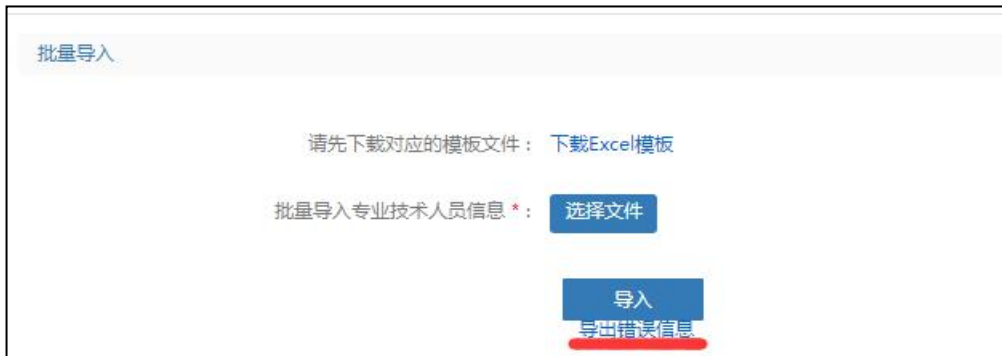 批量导入
请先下载对应的模板文件： 下载Excel模板
批量导入专业技术人员信息 *： 选择文件
导入
导出错误信息